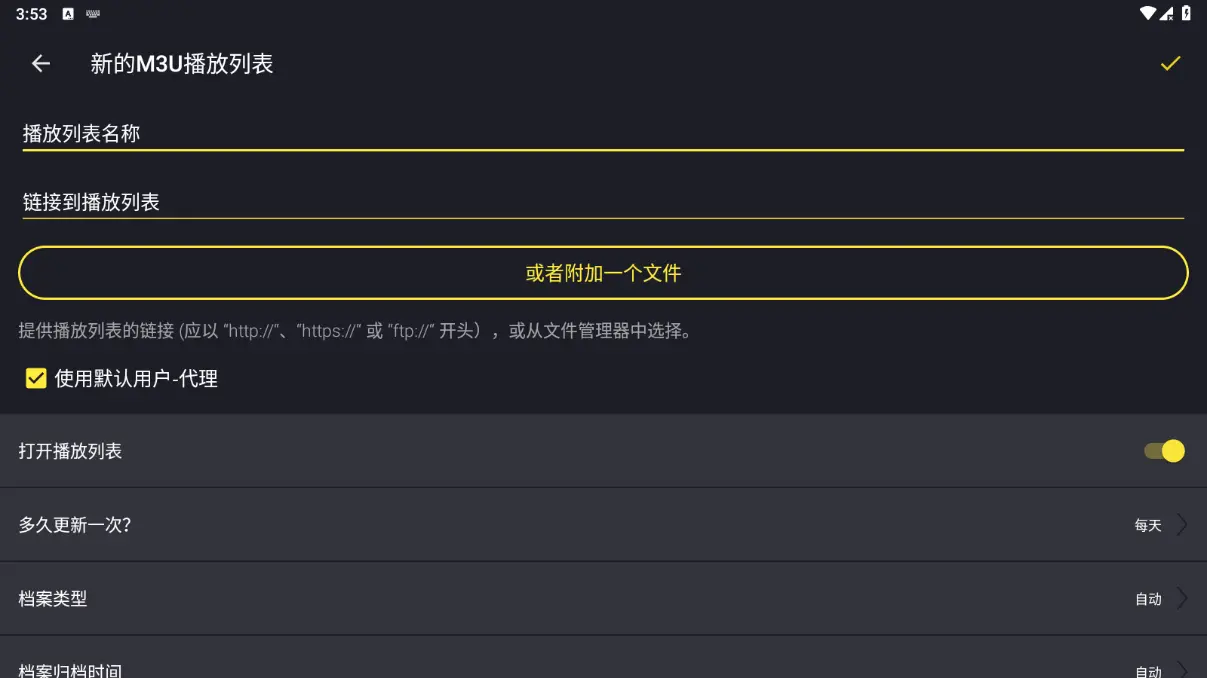 3:53
新的M3U播放列表
播放列表名称
链接到播放列表
或者附加一个文件
提供播放列表的链接 (应以 “http://“、“https://“ 或 “ftp://“ 开头），或从文件管理器中选择。
使用默认用户-代理
打开播放列表
多久更新一次?
每天
档案类型
自动
档案归档时间
自动